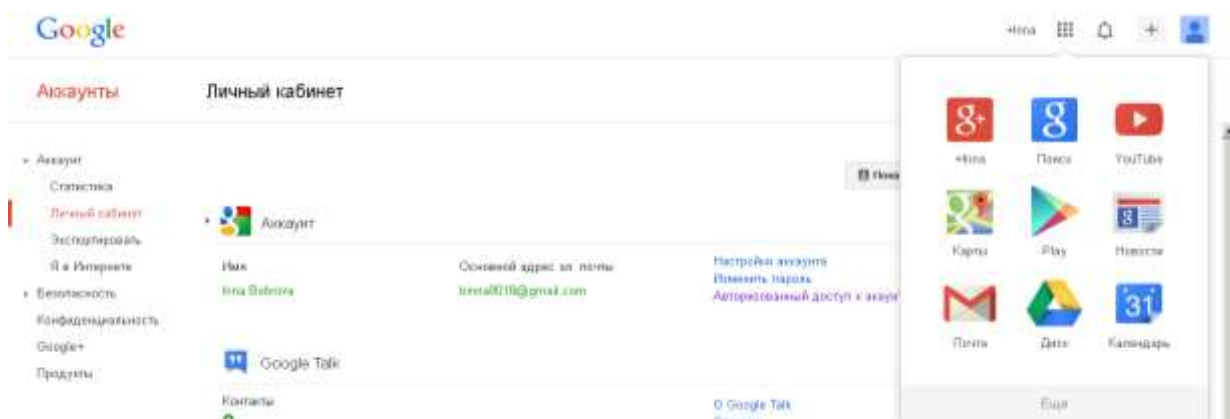 Google
+Irina
Аккаунты
Личный кабинет
Аккаунт
Статистика
Личный кабинет
Экспортировать
Я в Интернете
Безопасность
Конфиденциальность
Google+
Продукты
Аккаунт
Имя
Основной адрес эл. почты
Настройки аккаунта
Изменить пароль
Авторизованный доступ к
Irina Bobrova
Google Talk
Контакты
О Google Talk
+Irina Поиск YouTube
Карты Play Новости
31
Почта Диск Календарь
Еще